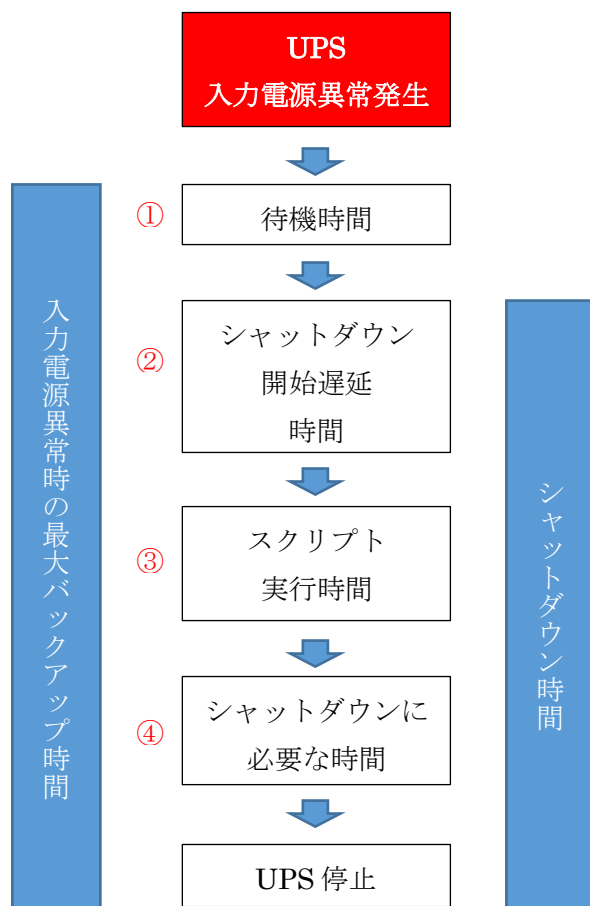 UPS
入力電源異常発生
①
待機時間
②
シャットダウン
開始遅延
時間
③
スクリプト
実行時間
④
シャットダウンに
必要な時間
UPS 停止
入力電源異常時の最大バックアップ時間
シャットダウン時間